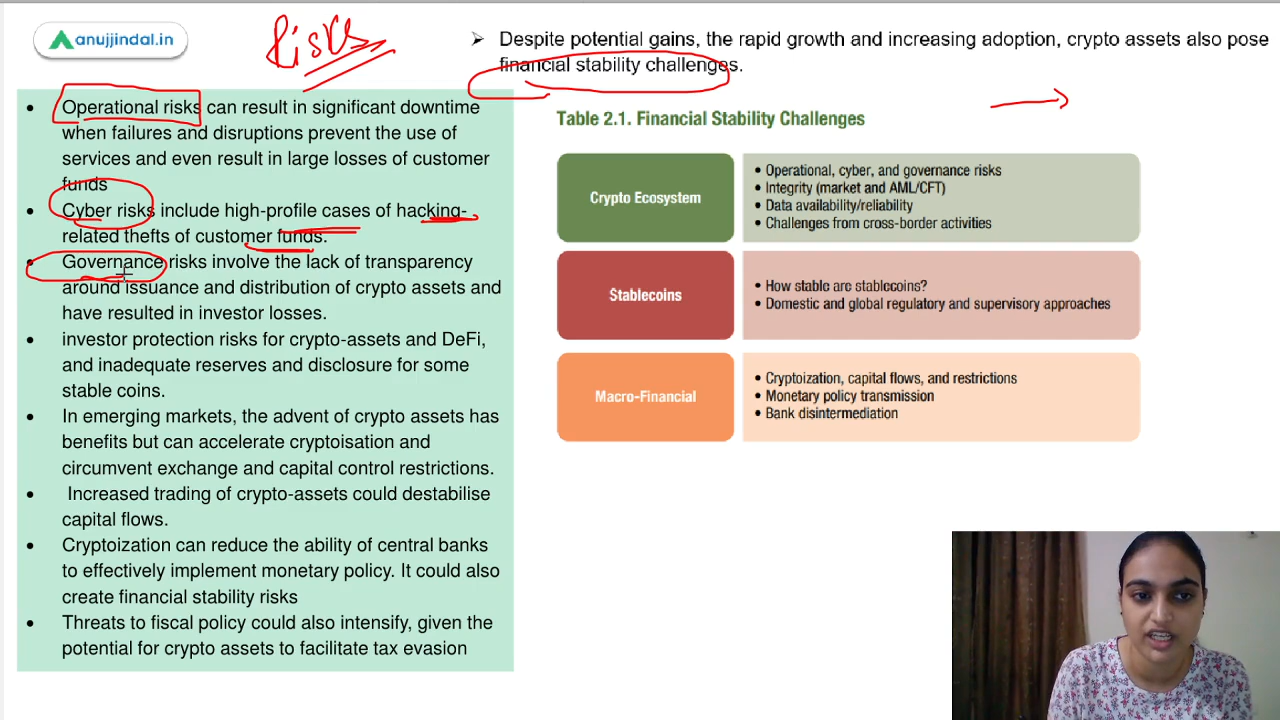 anujjindal.in
Risks
➢ Despite potential gains, the rapid growth and increasing adoption, crypto assets also pose
financial stability challenges.
• Operational risks can result in significant downtime
when failures and disruptions prevent the use of
services and even result in large losses of customer
funds
• Cyber risks include high-profile cases of hacking-
related thefts of customer funds.
• Governance risks involve the lack of transparency
around issuance and distribution of crypto assets and
have resulted in investor losses.
• investor protection risks for crypto-assets and DeFi,
and inadequate reserves and disclosure for some
stable coins.
• In emerging markets, the advent of crypto assets has
benefits but can accelerate cryptoisation and
circumvent exchange and capital control restrictions.
• Increased trading of crypto-assets could destabilise
capital flows.
• Cryptoization can reduce the ability of central banks
to effectively implement monetary policy. It could also
create financial stability risks
• Threats to fiscal policy could also intensify, given the
potential for crypto assets to facilitate tax evasion
Table 2.1. Financial Stability Challenges
Crypto Ecosystem
• Operational, cyber, and governance risks
• Integrity (market and AML/CFT)
• Data availability/reliability
• Challenges from cross-border activities
Stablecoins
• How stable are stablecoins?
• Domestic and global regulatory and supervisory approaches
Macro-Financial
• Cryptoization, capital flows, and restrictions
• Monetary policy transmission
• Bank disintermediation